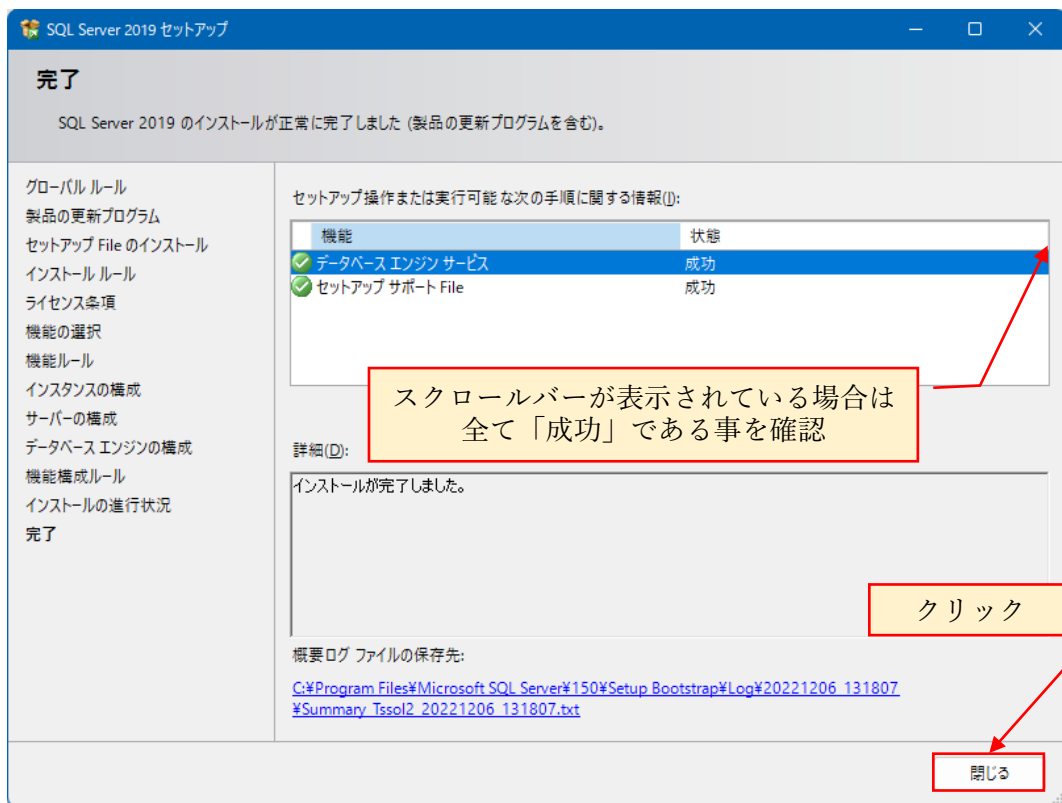 SQL Server 2019 セットアップ
完了
SQL Server 2019 のインストールが正常に完了しました (製品の更新プログラムを含む)。
グローバル ルール
製品の更新プログラム
セットアップ File のインストール
インストール ルール
ライセンス条項
機能の選択
機能ルール
インスタンスの構成
サーバーの構成
データベース エンジンの構成
機能構成ルール
インストールの進行状況
完了
セットアップ操作または実行可能な次の手順に関する情報(I):
機能 状態
データベース エンジン サービス 成功
セットアップ サポート File 成功
スクロールバーが表示されている場合は
全て「成功」である事を確認
詳細(D):
インストールが完了しました。
クリック
概要ログ ファイルの保存先:
C:¥Program Files¥Microsoft SQL Server¥150¥Setup Bootstrap¥Log¥20221206_131807
¥Summary_Tssol2_20221206_131807.txt
閉じる